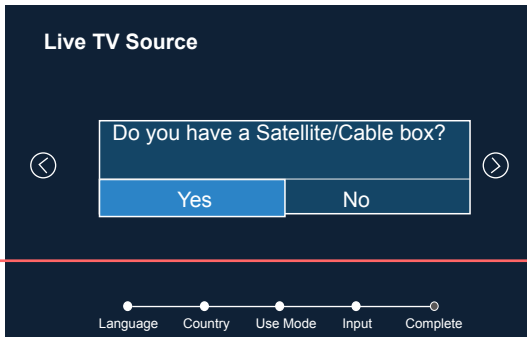 Live TV Source
Do you have a Satellite/Cable box?
Yes No
Language Country Use Mode Input Complete